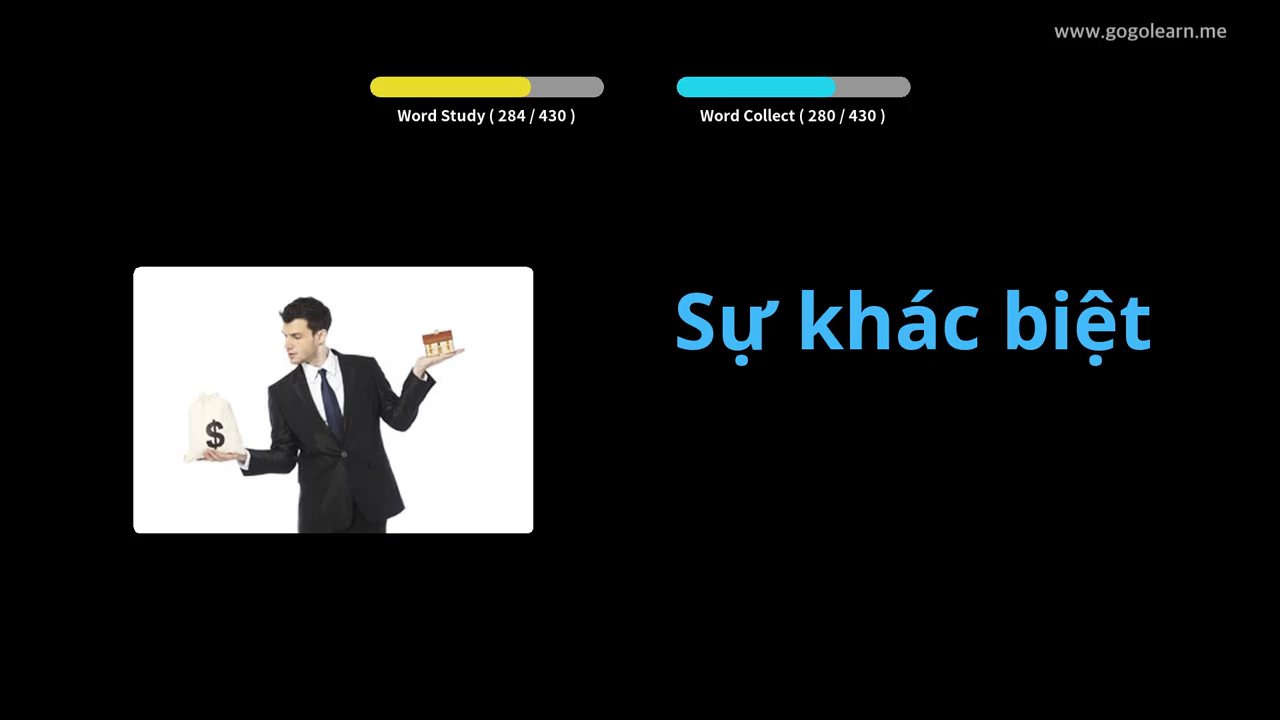 www.gogolearn.me
Word Study ( 284 / 430 )
Word Collect ( 280 / 430 )
Sự khác biệt
$